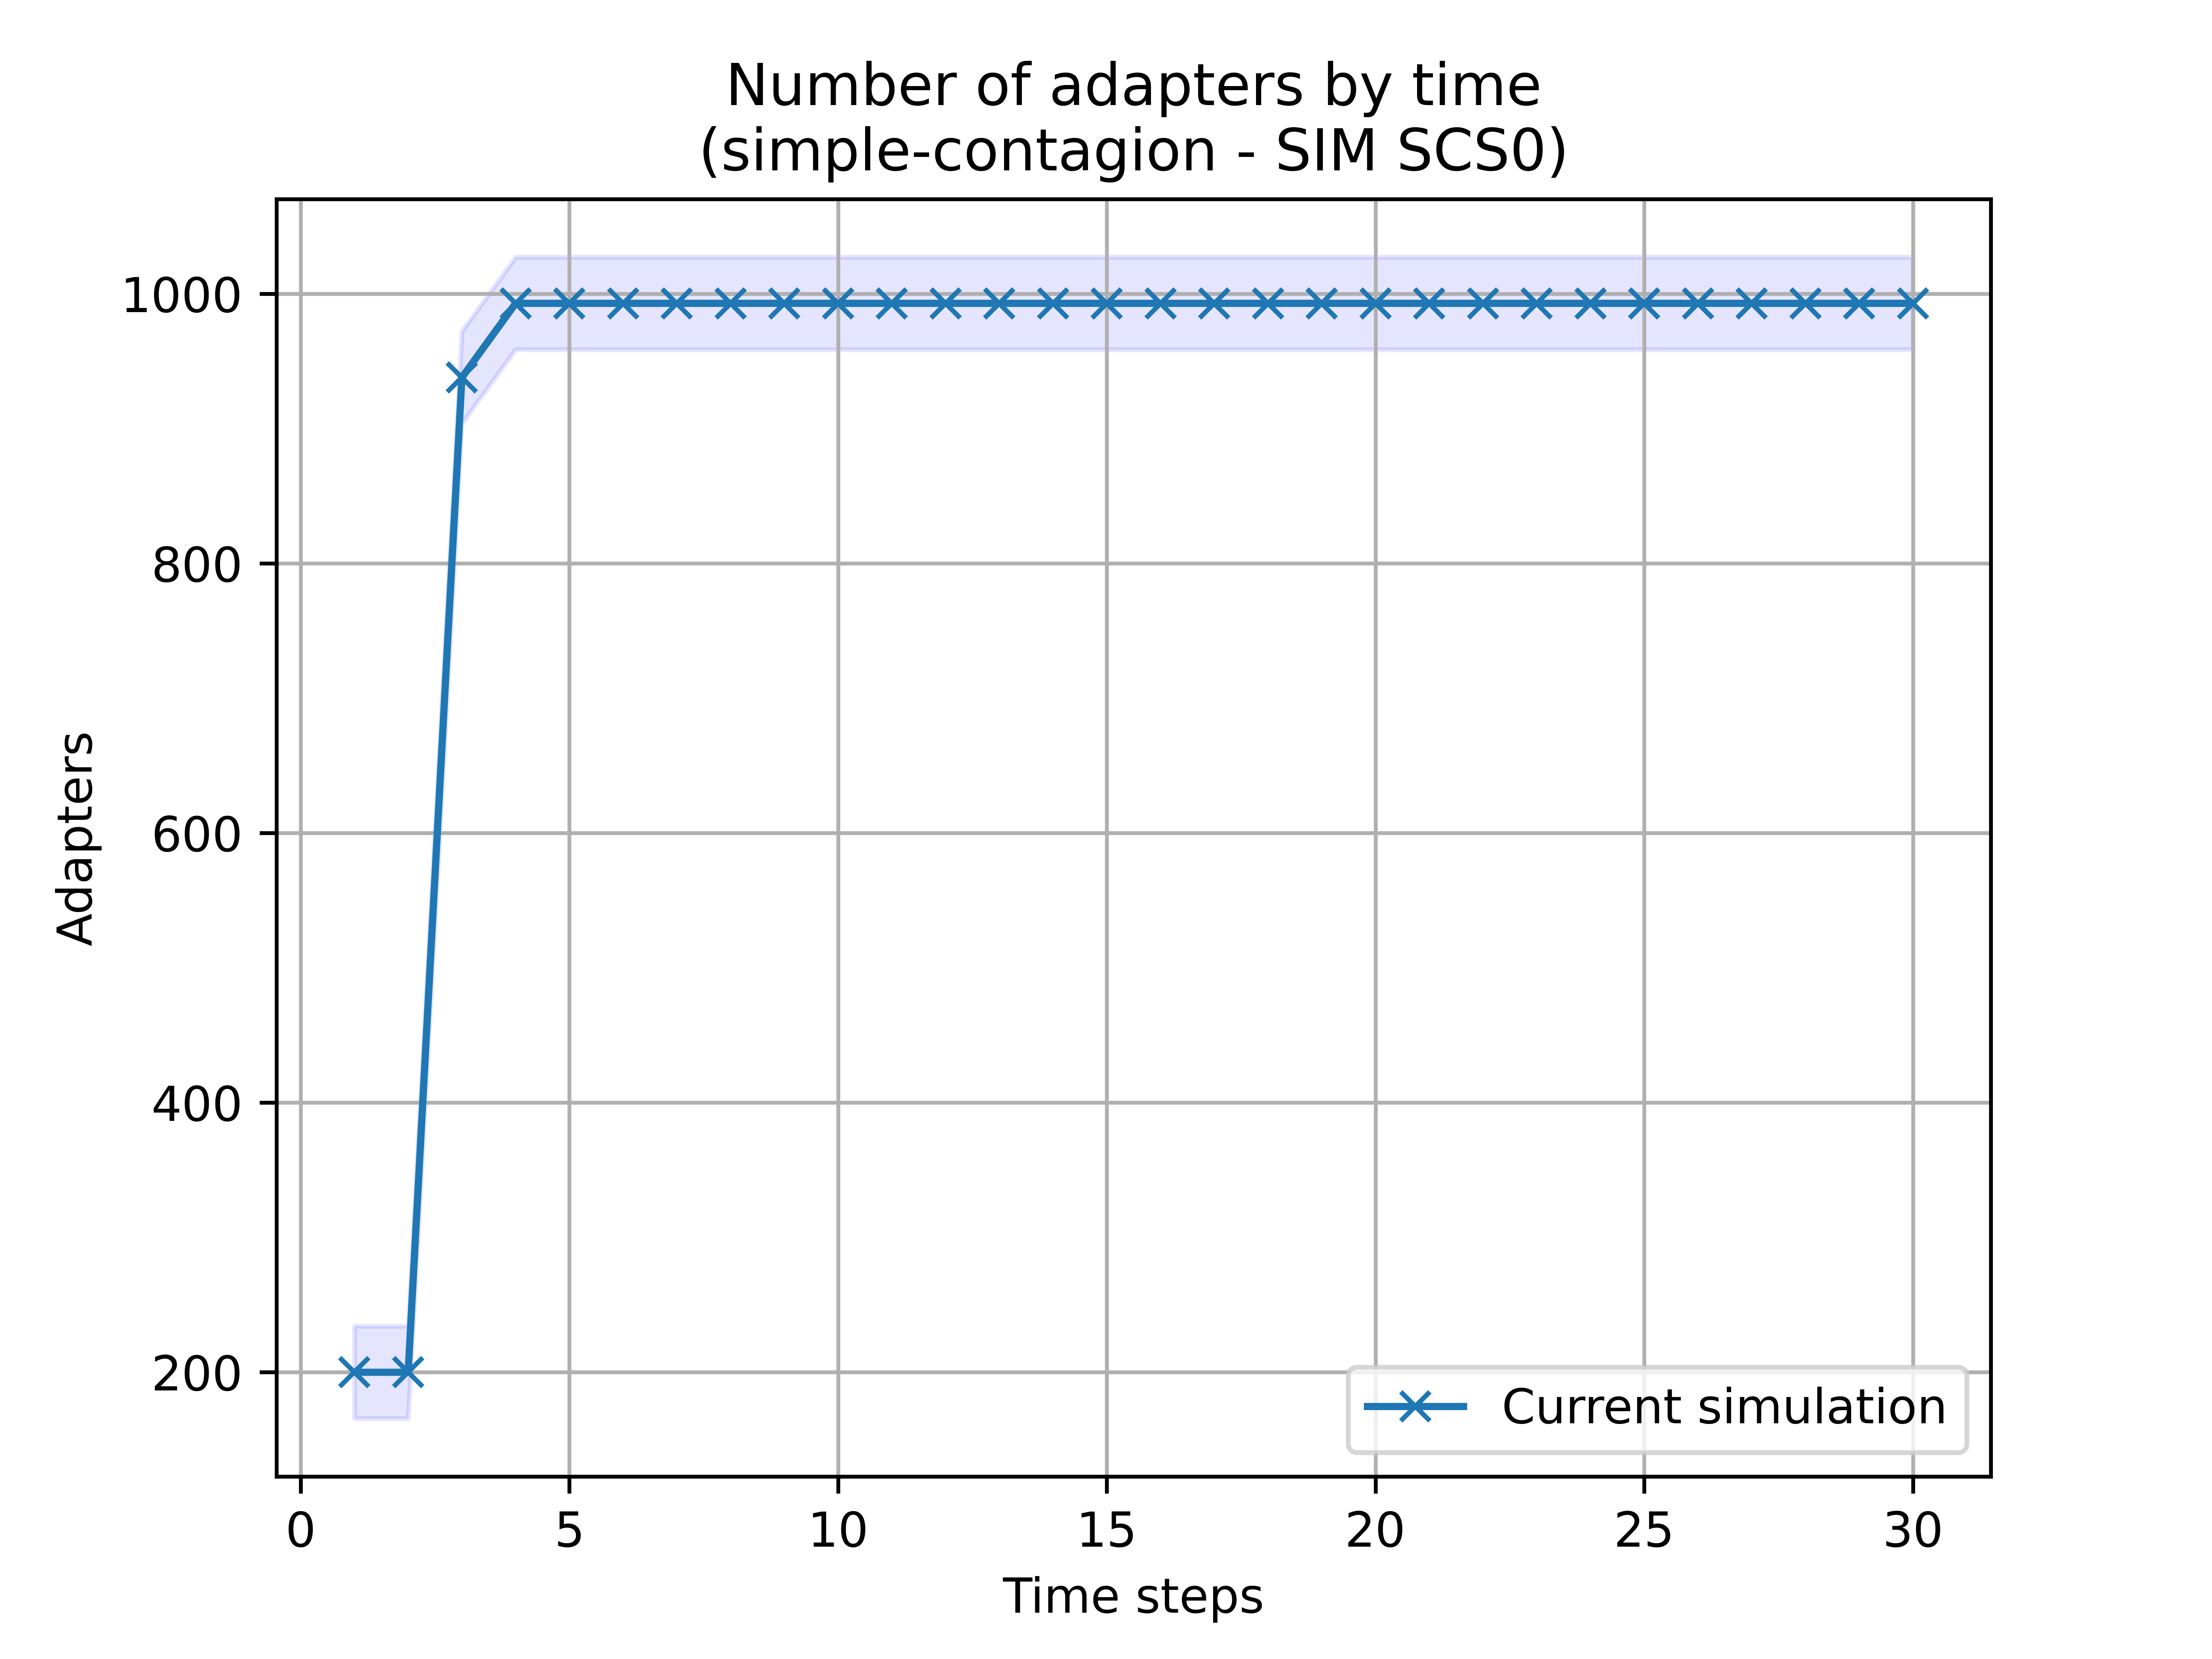 Number of adapters by time
(simple-contagion - SIM SCS0)
1000
800
600
400
200
Adapters
Current simulation
0 5 10 15 20 25 30
Time steps